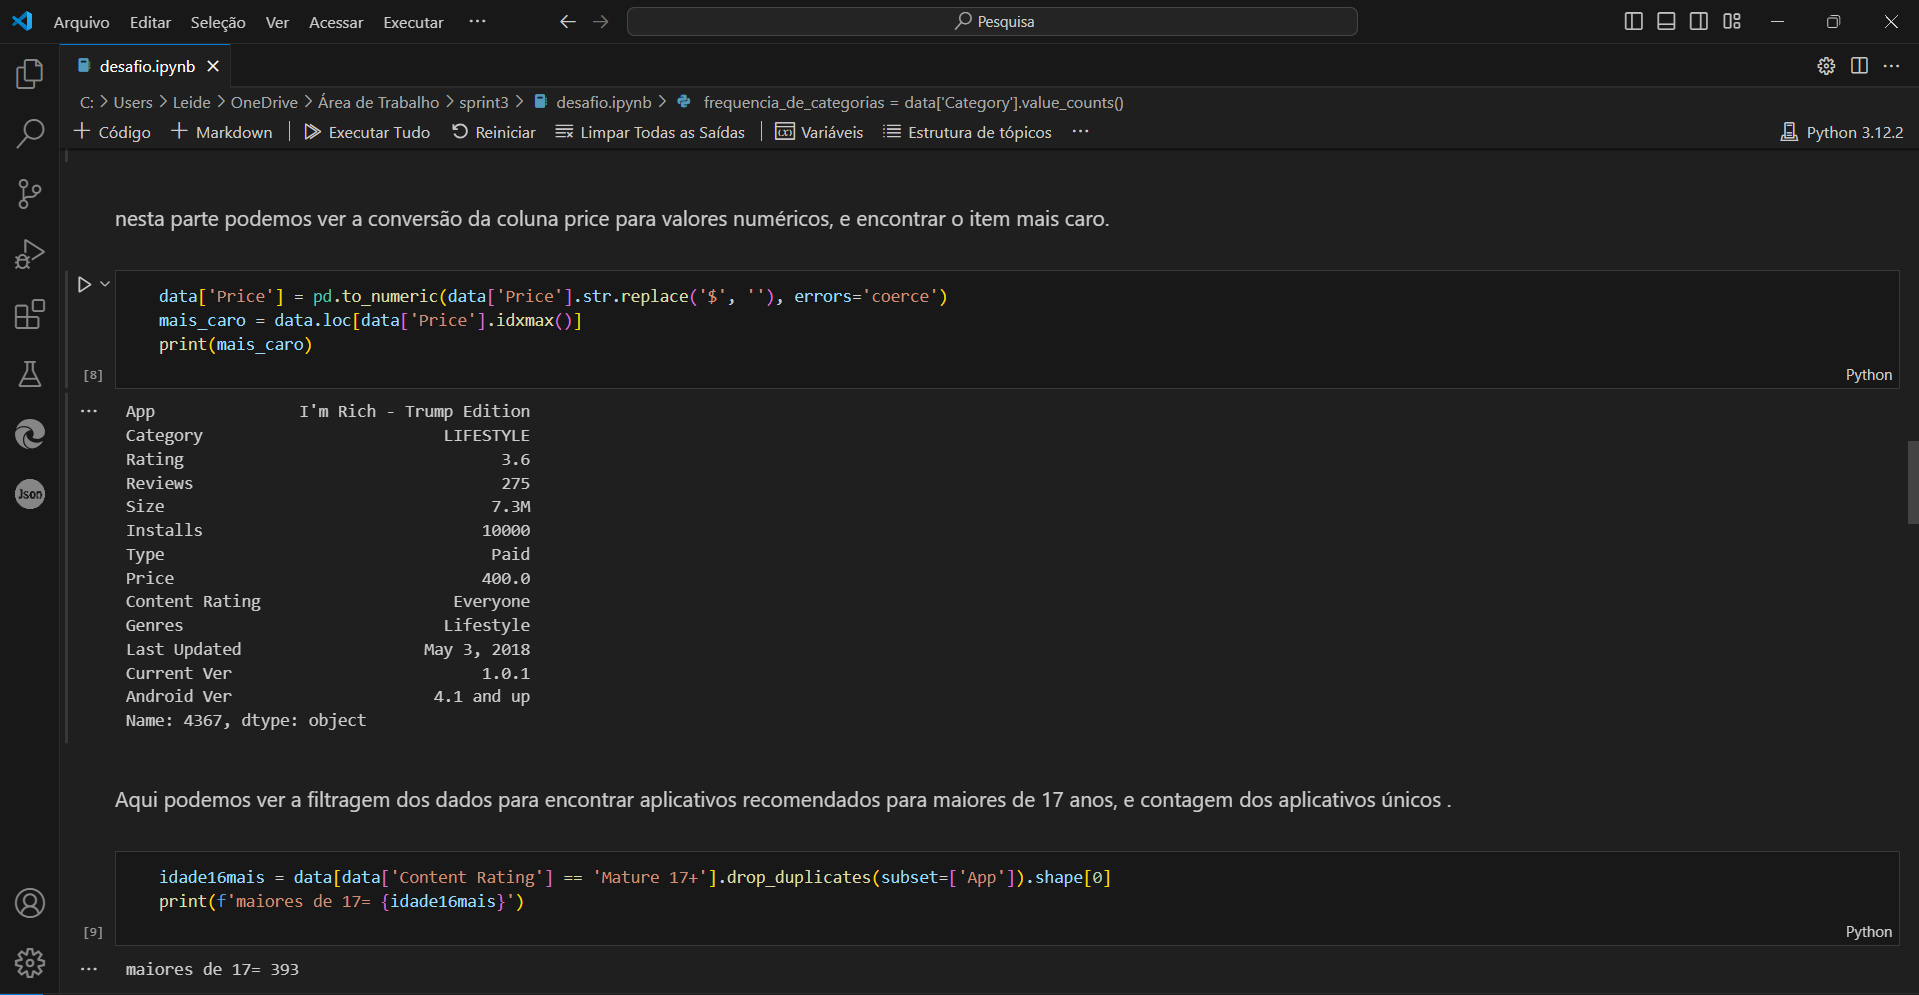 Arquivo Editar Seleção Ver Acessar Executar ··· Pesquisa
desafio.ipynb
C: > Users > Leide > OneDrive > Área de Trabalho > sprint3 > desafio.ipynb > frequencia_de_categorias = data['Category'].value_counts()
+ Código + Markdown | Executar Tudo Reiniciar Limpar Todas as Saídas | Variáveis Estrutura de tópicos ··· Python 3.12.2
nesta parte podemos ver a conversão da coluna price para valores numéricos, e encontrar o item mais caro.
data['Price'] = pd.to_numeric(data['Price'].str.replace('$', ''), errors='coerce')
mais_caro = data.loc[data['Price'].idxmax()]
print(mais_caro)
[8] Python
Json
··· App I'm Rich - Trump Edition
Category LIFESTYLE
Rating 3.6
Reviews 275
Size 7.3M
Installs 10000
Type Paid
Price 400.0
Content Rating Everyone
Genres Lifestyle
Last Updated May 3, 2018
Current Ver 1.0.1
Android Ver 4.1 and up
Name: 4367, dtype: object
Aqui podemos ver a filtragem dos dados para encontrar aplicativos recomendados para maiores de 17 anos, e contagem dos aplicativos únicos .
idade16mais = data[data['Content Rating'] == 'Mature 17+'].drop_duplicates(subset=['App']).shape[0]
print(f'maiores de 17= {idade16mais}')
[9] Python
··· maiores de 17= 393